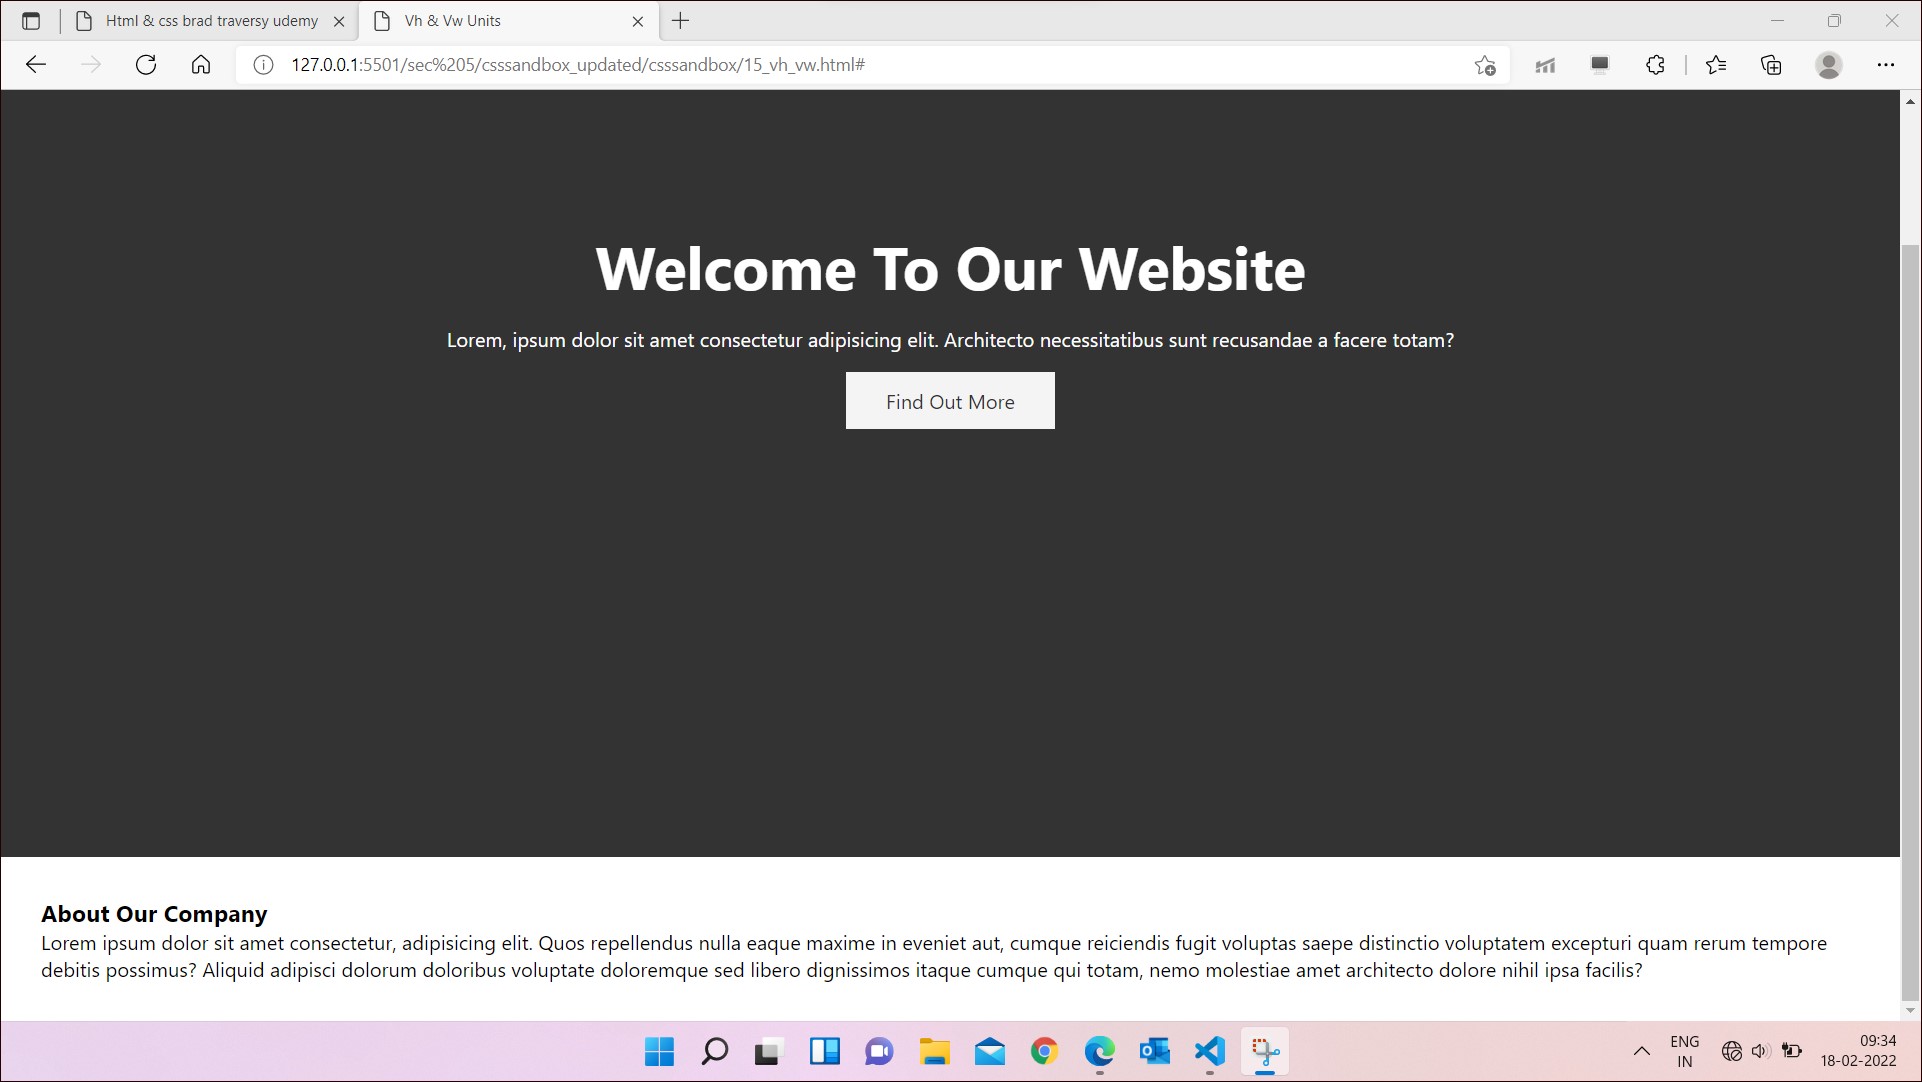 Html & css brad traversy udemy
Vh & Vw Units
127.0.0.1:5501/sec%205/csssandbox_updated/csssandbox/15_vh_vw.html#
Welcome To Our Website
Lorem, ipsum dolor sit amet consectetur adipisicing elit. Architecto necessitatibus sunt recusandae a facere totam?
Find Out More
About Our Company
Lorem ipsum dolor sit amet consectetur, adipisicing elit. Quos repellendus nulla eaque maxime in eveniet aut, cumque reiciendis fugit voluptas saepe distinctio voluptatem excepturi quam rerum tempore
debitis possimus? Aliquid adipisci dolorum doloribus voluptate doloremque sed libero dignissimos itaque cumque qui totam, nemo molestiae amet architecto dolore nihil ipsa facilis?
ENG
IN
09:34
18-02-2022